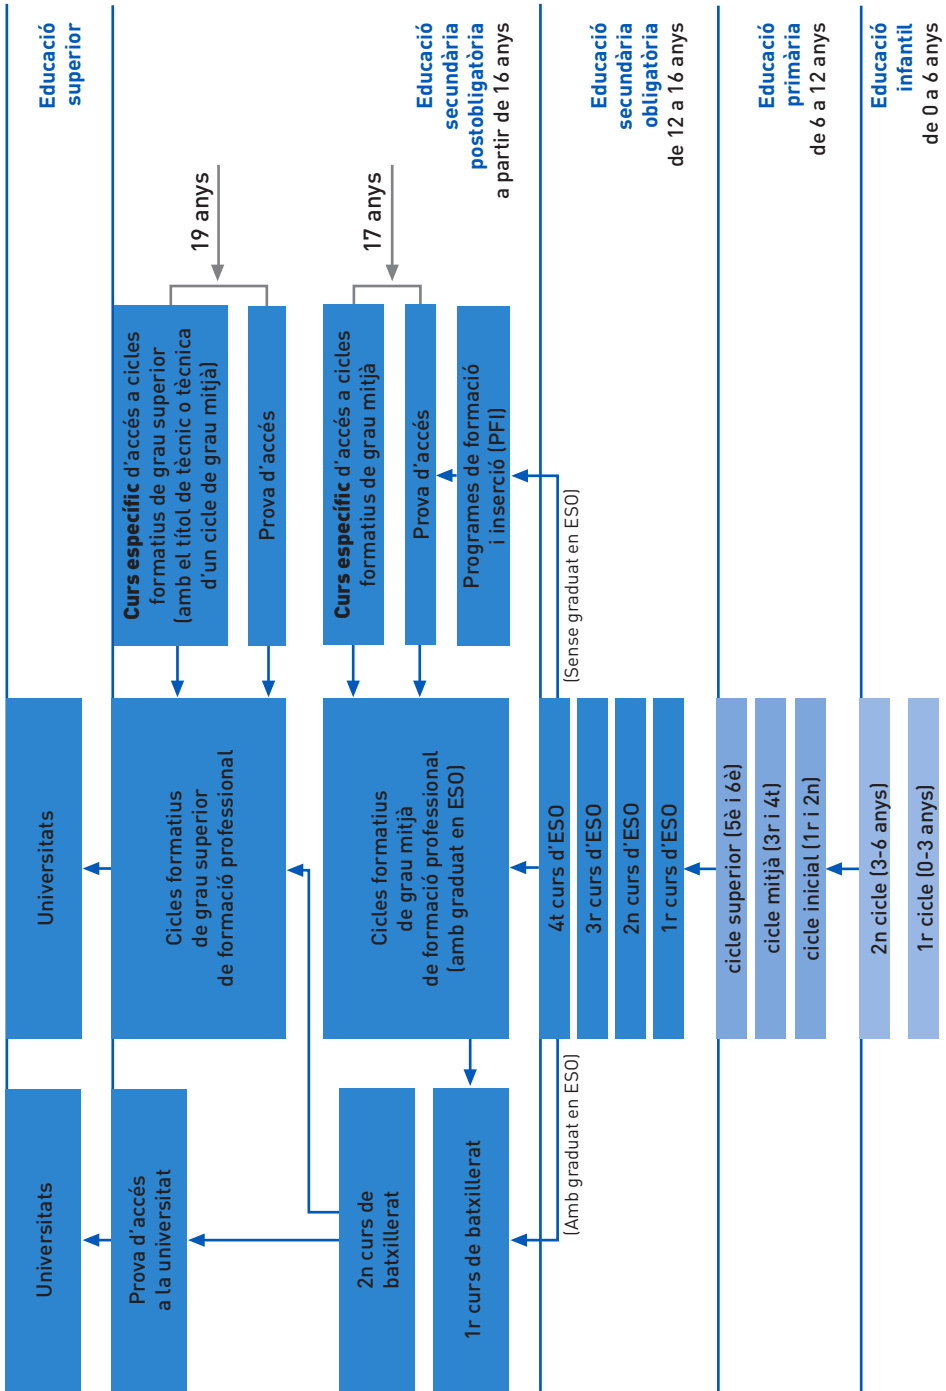 Educació
superior
Universitats
Universitats
19 anys
Curs específic d'accés a cicles
formatius de grau superior
(amb el títol de tècnic o tècnica
d'un cicle de grau mitjà)
Prova d'accés
Cicles formatius
de grau superior
de formació professional
Prova d'accés
a la universitat
Educació
secundària
postobligatòria
a partir de 16 anys
17 anys
Curs específic d'accés a cicles
formatius de grau mitjà
Prova d'accés
Programes de formació
i inserció (PFI)
Cicles formatius
de grau mitjà
de formació professional
(amb graduat en ESO)
2n curs de
batxillerat
1r curs de batxillerat
(Sense graduat en ESO)
(Amb graduat en ESO)
Educació
secundària
obligatòria
de 12 a 16 anys
4t curs d'ESO
3r curs d'ESO
2n curs d'ESO
1r curs d'ESO
Educació
primària
de 6 a 12 anys
cicle superior (5è i 6è)
cicle mitjà (3r i 4t)
cicle inicial (1r i 2n)
Educació
infantil
de 0 a 6 anys
2n cicle (3-6 anys)
1r cicle (0-3 anys)